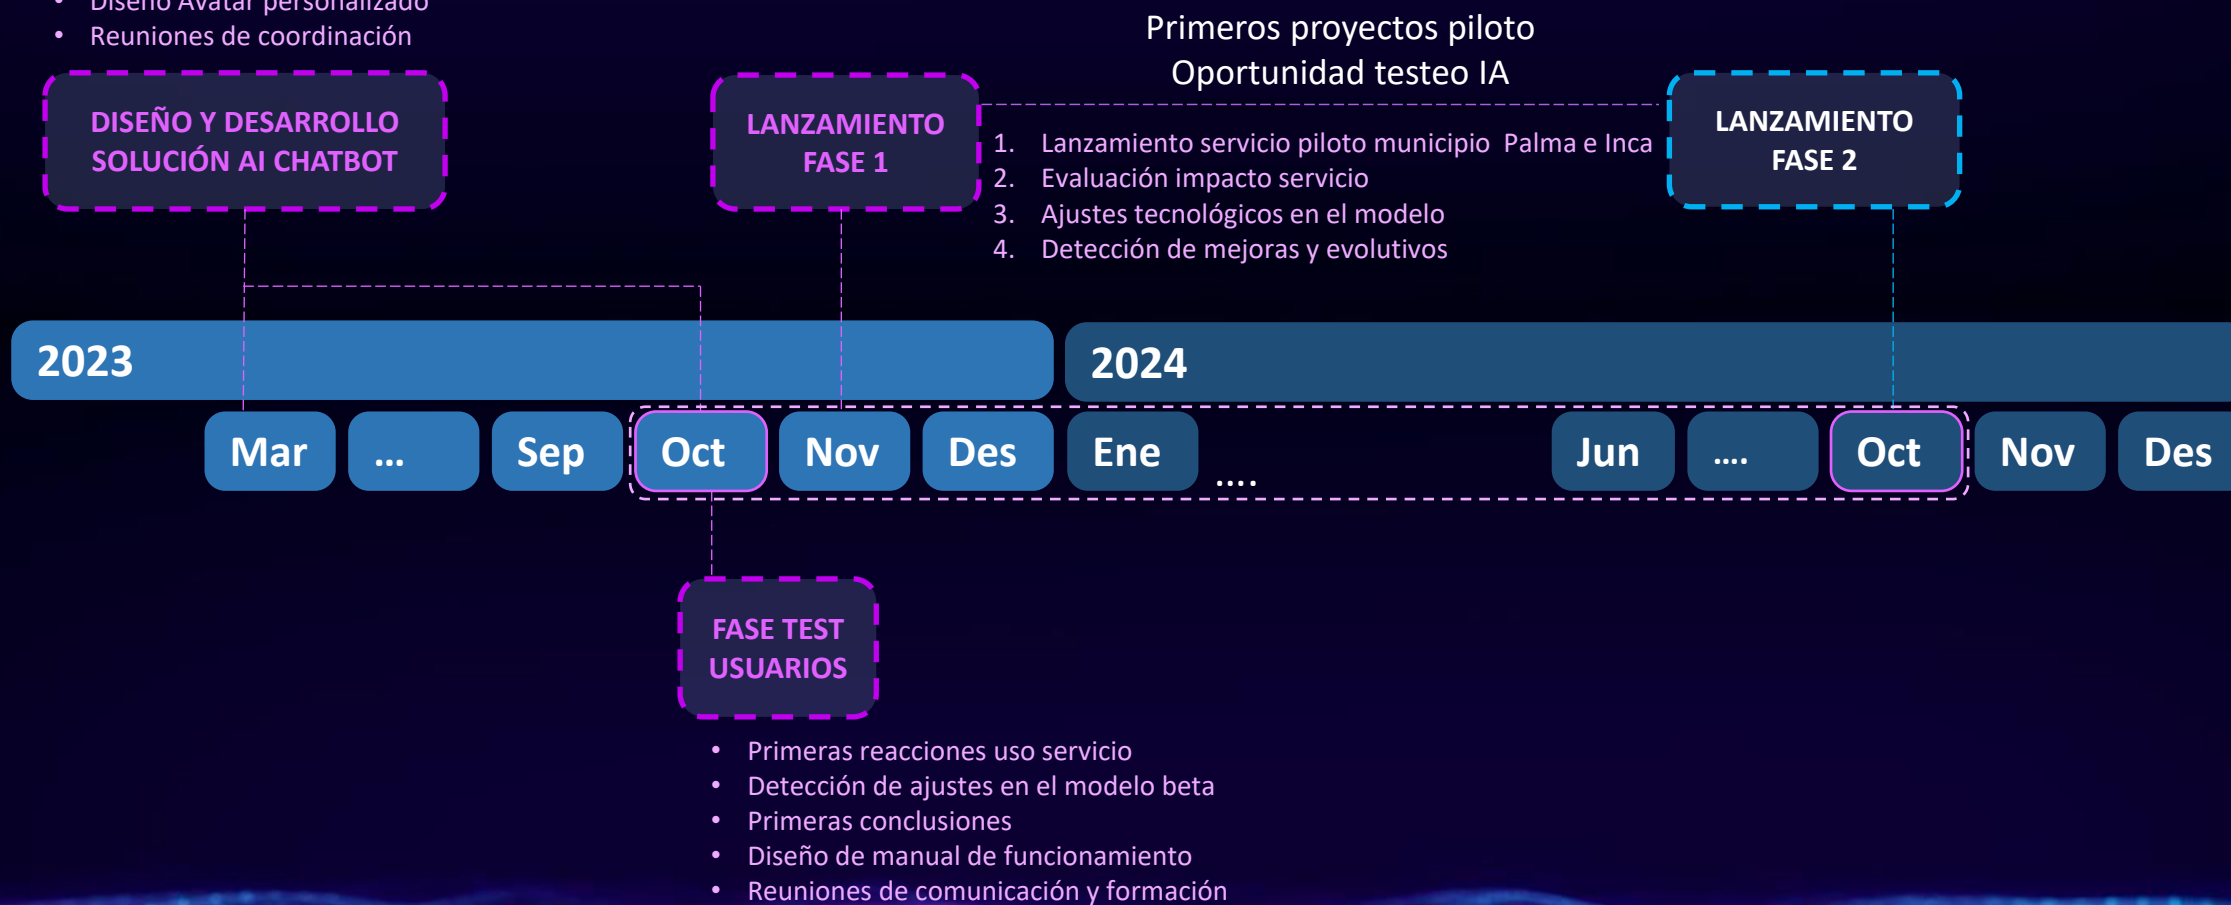 • Diseño Avatar personalizado
• Reuniones de coordinación
DISEÑO Y DESARROLLO
SOLUCIÓN AI CHATBOT
LANZAMIENTO
FASE 1
Primeros proyectos piloto
Oportunidad testeo IA
1. Lanzamiento servicio piloto municipio Palma e Inca
2. Evaluación impacto servicio
3. Ajustes tecnológicos en el modelo
4. Detección de mejoras y evolutivos
LANZAMIENTO
FASE 2
2023
2024
Mar
...
Sep
Oct
Nov
Des
Ene
....
Jun
....
Oct
Nov
Des
FASE TEST
USUARIOS
• Primeras reacciones uso servicio
• Detección de ajustes en el modelo beta
• Primeras conclusiones
• Diseño de manual de funcionamiento
• Reuniones de comunicación y formación